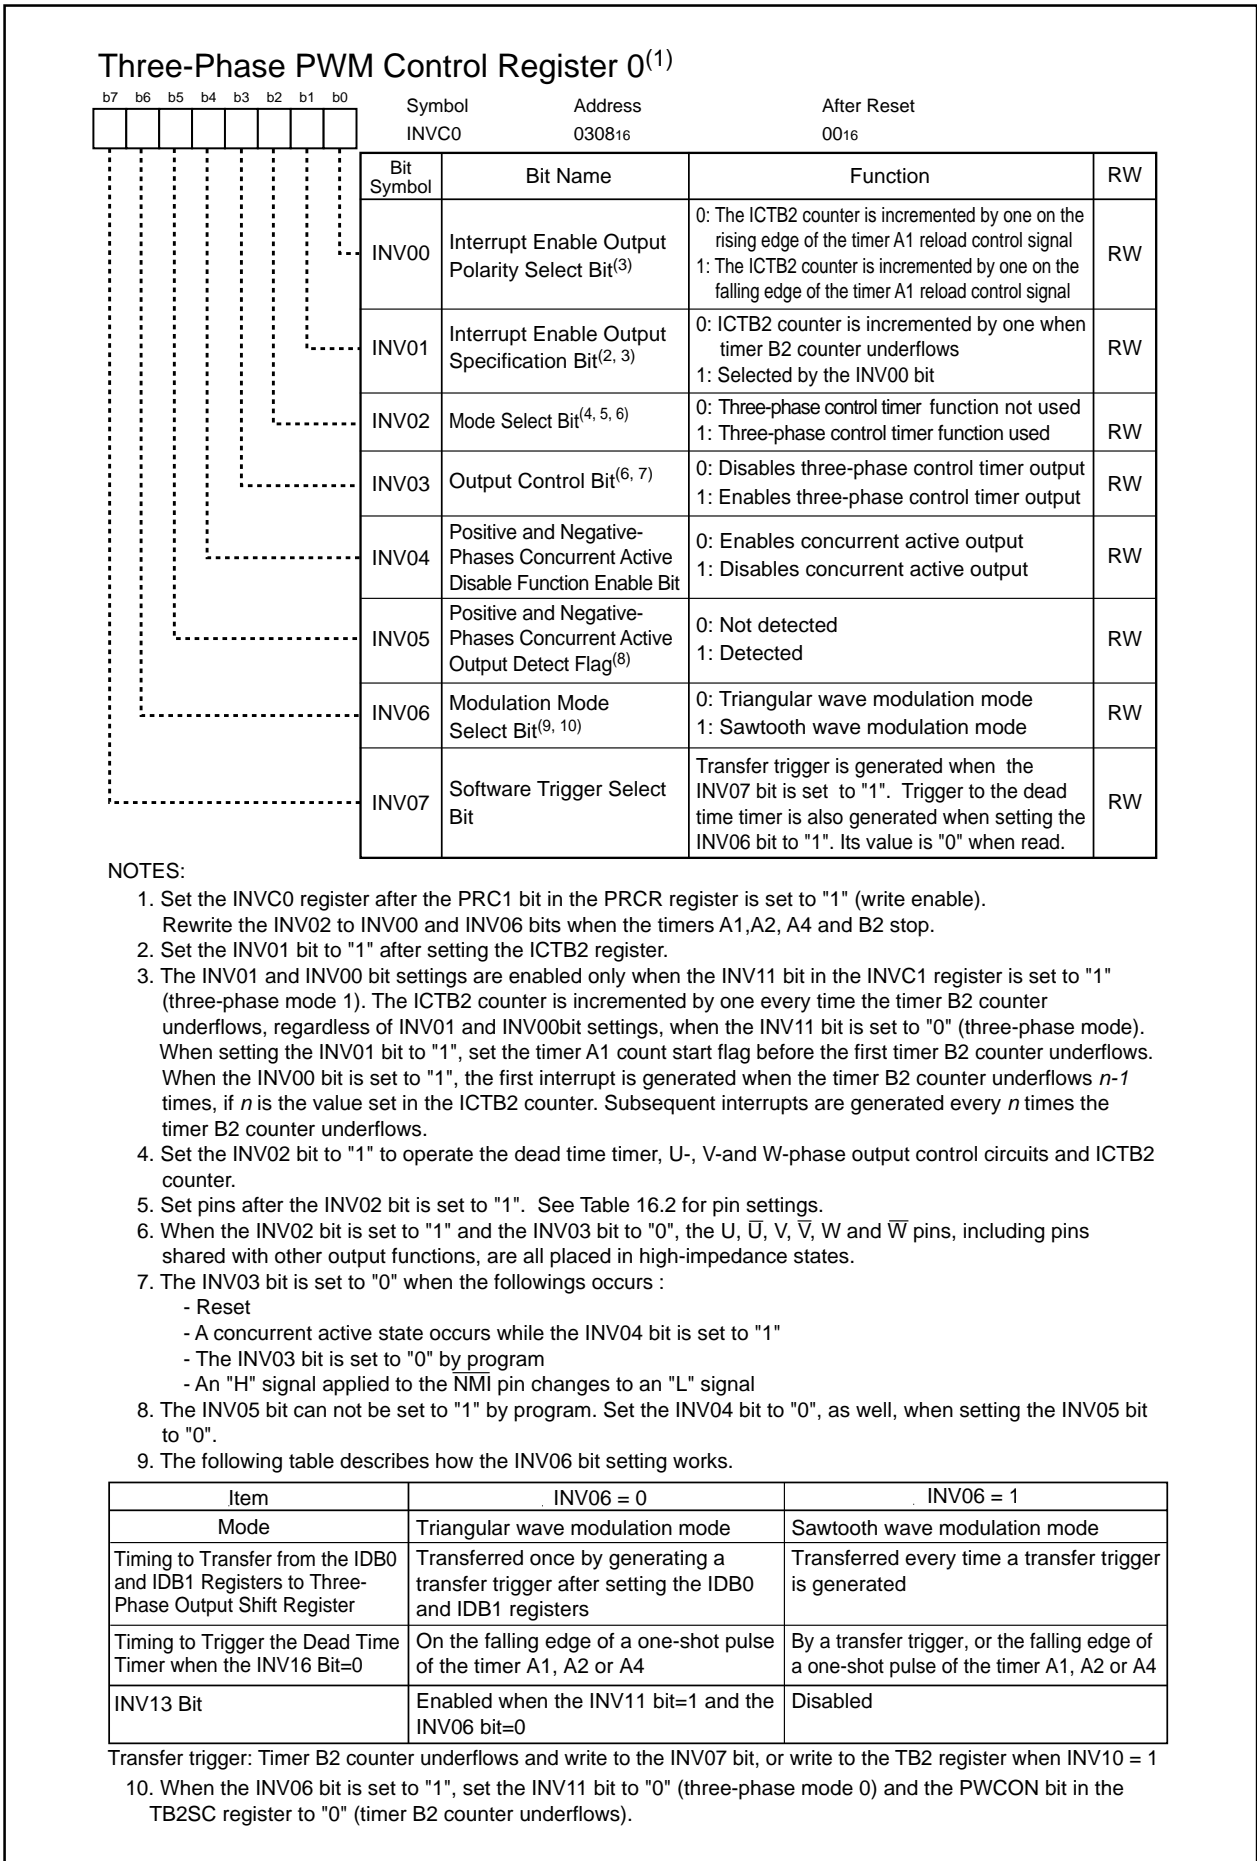 Three-Phase PWM Control Register 0(1)
b7 b6 b5 b4 b3 b2 b1 b0
Symbol Address After Reset
INVC0 030816 0016
Bit Symbol Bit Name Function RW
INV00 Interrupt Enable Output Polarity Select Bit(3)
0: The ICTB2 counter is incremented by one on the
rising edge of the timer A1 reload control signal
1: The ICTB2 counter is incremented by one on the
falling edge of the timer A1 reload control signal
RW
INV01 Interrupt Enable Output Specification Bit(2, 3)
0: ICTB2 counter is incremented by one when
timer B2 counter underflows
1: Selected by the INV00 bit
RW
INV02 Mode Select Bit(4, 5, 6)
0: Three-phase control timer function not used
1: Three-phase control timer function used
RW
INV03 Output Control Bit(6, 7)
0: Disables three-phase control timer output
1: Enables three-phase control timer output
RW
INV04 Positive and Negative-
Phases Concurrent Active
Disable Function Enable Bit
0: Enables concurrent active output
1: Disables concurrent active output
RW
INV05 Positive and Negative-
Phases Concurrent Active
Output Detect Flag(8)
0: Not detected
1: Detected
RW
INV06 Modulation Mode
Select Bit(9, 10)
0: Triangular wave modulation mode
1: Sawtooth wave modulation mode
RW
INV07 Software Trigger Select
Bit
Transfer trigger is generated when the
INV07 bit is set to "1". Trigger to the dead
time timer is also generated when setting the
INV06 bit to "1". Its value is "0" when read.
RW
NOTES:
1. Set the INVC0 register after the PRC1 bit in the PRCR register is set to "1" (write enable).
Rewrite the INV02 to INV00 and INV06 bits when the timers A1,A2, A4 and B2 stop.
2. Set the INV01 bit to "1" after setting the ICTB2 register.
3. The INV01 and INV00 bit settings are enabled only when the INV11 bit in the INVC1 register is set to "1"
(three-phase mode 1). The ICTB2 counter is incremented by one every time the timer B2 counter
underflows, regardless of INV01 and INV00bit settings, when the INV11 bit is set to "0" (three-phase mode).
When setting the INV01 bit to "1", set the timer A1 count start flag before the first timer B2 counter underflows.
When the INV00 bit is set to "1", the first interrupt is generated when the timer B2 counter underflows n-1
times, if n is the value set in the ICTB2 counter. Subsequent interrupts are generated every n times the
timer B2 counter underflows.
4. Set the INV02 bit to "1" to operate the dead time timer, U-, V-and W-phase output control circuits and ICTB2
counter.
5. Set pins after the INV02 bit is set to "1". See Table 16.2 for pin settings.
6. When the INV02 bit is set to "1" and the INV03 bit to "0", the U, U̅, V, V̅, W and W̅ pins, including pins
shared with other output functions, are all placed in high-impedance states.
7. The INV03 bit is set to "0" when the followings occurs :
- Reset
- A concurrent active state occurs while the INV04 bit is set to "1"
- The INV03 bit is set to "0" by program
- An "H" signal applied to the N̅M̅I̅ pin changes to an "L" signal
8. The INV05 bit can not be set to "1" by program. Set the INV04 bit to "0", as well, when setting the INV05 bit
to "0".
9. The following table describes how the INV06 bit setting works.
Item INV06 = 0 INV06 = 1
Mode Triangular wave modulation mode Sawtooth wave modulation mode
Timing to Transfer from the IDB0
and IDB1 Registers to Three-
Phase Output Shift Register
Transferred once by generating a
transfer trigger after setting the IDB0
and IDB1 registers
Transferred every time a transfer trigger
is generated
Timing to Trigger the Dead Time
Timer when the INV16 Bit=0
On the falling edge of a one-shot pulse
of the timer A1, A2 or A4
By a transfer trigger, or the falling edge of
a one-shot pulse of the timer A1, A2 or A4
INV13 Bit
Enabled when the INV11 bit=1 and the
INV06 bit=0
Disabled
Transfer trigger: Timer B2 counter underflows and write to the INV07 bit, or write to the TB2 register when INV10 = 1
10. When the INV06 bit is set to "1", set the INV11 bit to "0" (three-phase mode 0) and the PWCON bit in the
TB2SC register to "0" (timer B2 counter underflows).